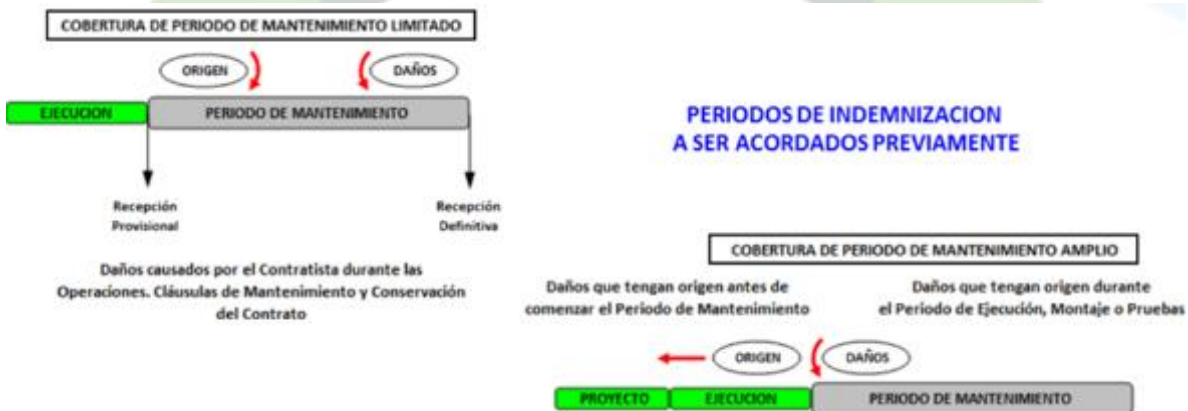 COBERTURA DE PERIODO DE MANTENIMIENTO LIMITADO
ORIGEN
DAÑOS
EJECUCION
PERIODO DE MANTENIMIENTO
Recepción
Provisional
Recepción
Definitiva
Daños causados por el Contratista durante las
Operaciones. Cláusulas de Mantenimiento y Conservación
del Contrato
PERIODOS DE INDEMNIZACION
A SER ACORDADOS PREVIAMENTE
COBERTURA DE PERIODO DE MANTENIMIENTO AMPLIO
Daños que tengan origen antes de
comenzar el Periodo de Mantenimiento
Daños que tengan origen durante
el Periodo de Ejecución, Montaje o Pruebas
ORIGEN
DAÑOS
PROYECTO
EJECUCION
PERIODO DE MANTENIMIENTO